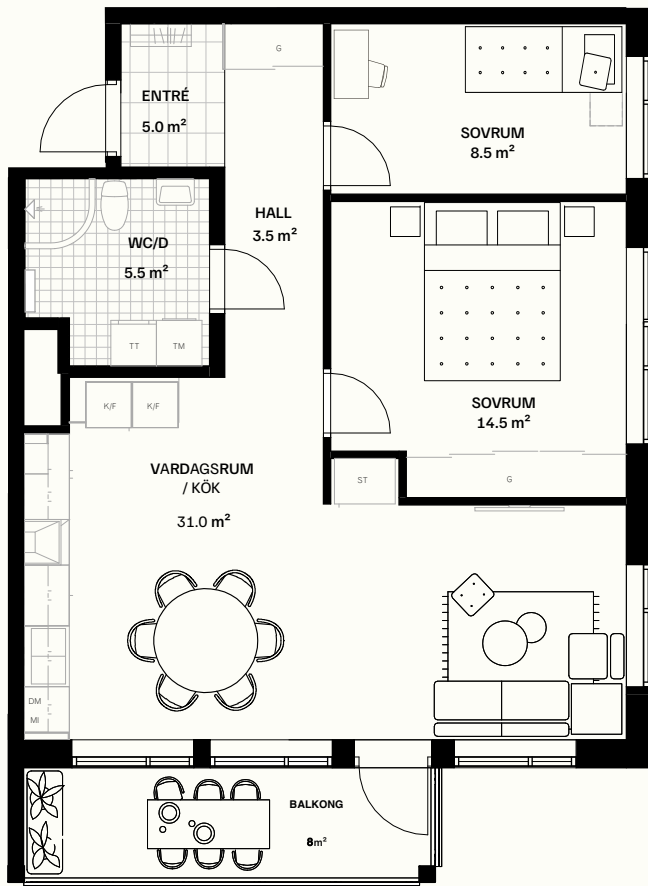 G
ENTRÉ
5.0 m²
SOVRUM
8.5 m²
HALL
3.5 m²
WC/D
5.5 m²
TT
TM
K/F
K/F
SOVRUM
14.5 m²
VARDAGSRUM
/ KÖK
31.0 m²
ST
G
DM
MI
BALKONG
8m²